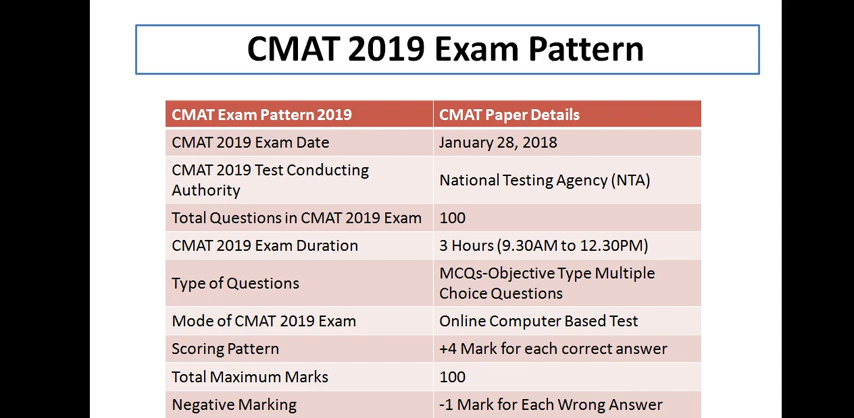 CMAT 2019 Exam Pattern
CMAT Exam Pattern 2019 CMAT Paper Details
CMAT 2019 Exam Date January 28, 2018
CMAT 2019 Test Conducting
Authority National Testing Agency (NTA)
Total Questions in CMAT 2019 Exam 100
CMAT 2019 Exam Duration 3 Hours (9.30AM to 12.30PM)
Type of Questions MCQs-Objective Type Multiple
Choice Questions
Mode of CMAT 2019 Exam Online Computer Based Test
Scoring Pattern +4 Mark for each correct answer
Total Maximum Marks 100
Negative Marking -1 Mark for Each Wrong Answer